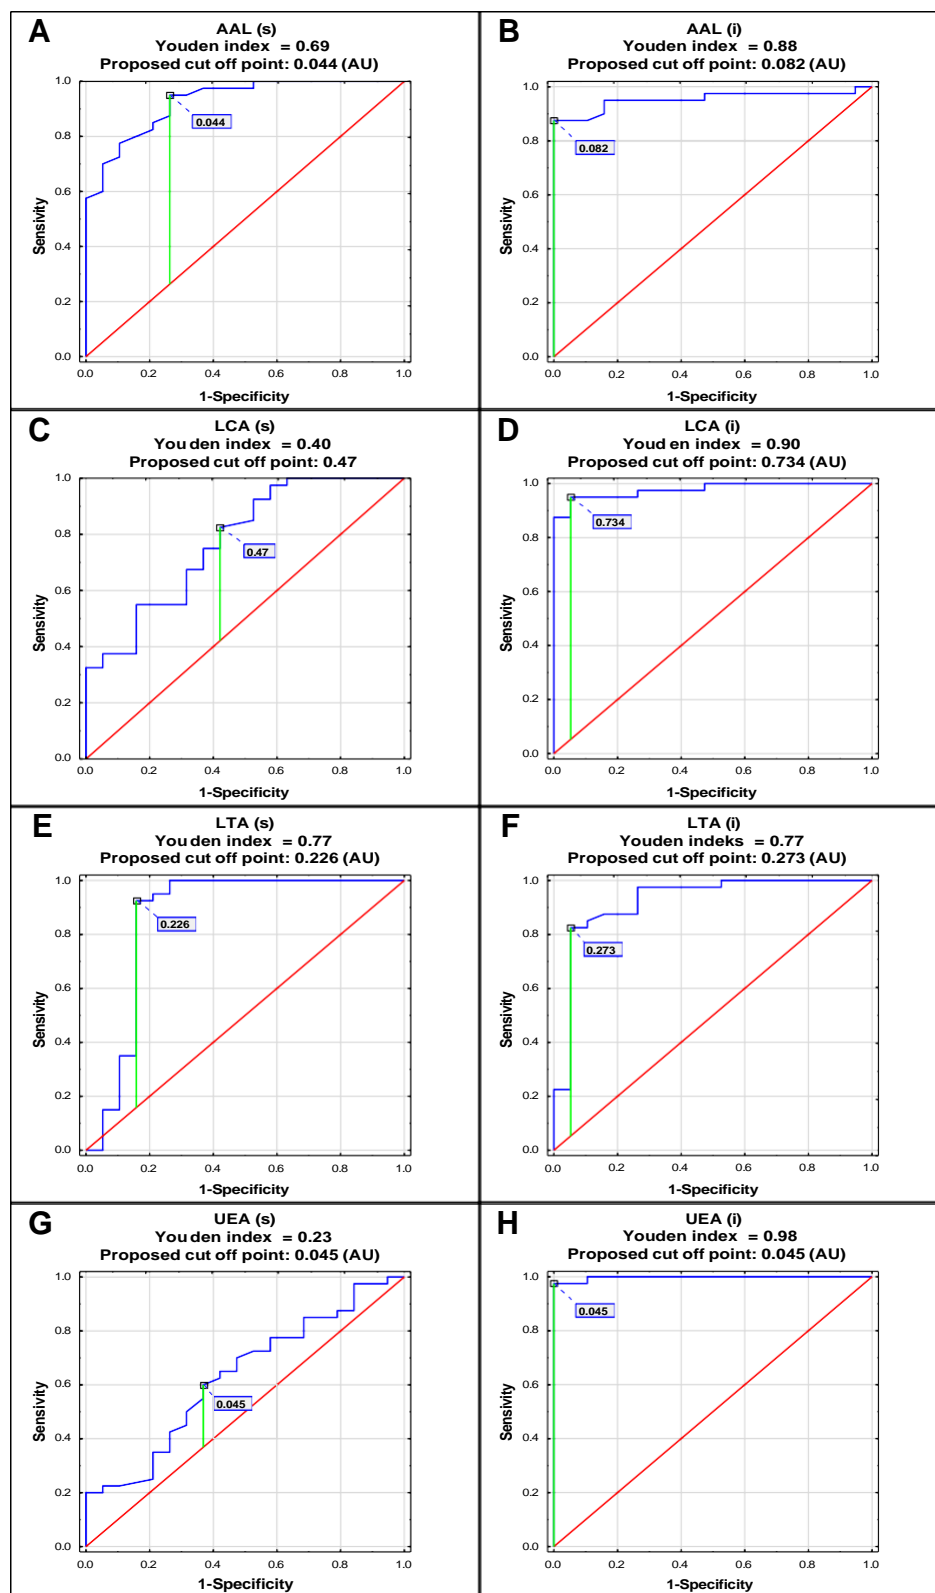 A
AAL (s)
Youden index = 0.69
Proposed cut off point: 0.044 (AU)
1.0
0.8
0.6
0.4
0.2
0.0
Sensivity
0.044
0.0 0.2 0.4 0.6 0.8 1.0
1-Specificity
B
AAL (i)
Youden index = 0.88
Proposed cut off point: 0.082 (AU)
1.0
0.8
0.6
0.4
0.2
0.0
Sensivity
0.082
0.0 0.2 0.4 0.6 0.8 1.0
1-Specificity
C
LCA (s)
You den index = 0.40
Proposed cut off point: 0.47
1.0
0.8
0.6
0.4
0.2
0.0
Sensivity
0.47
0.0 0.2 0.4 0.6 0.8 1.0
1-Specificity
D
LCA (i)
Youd en index = 0.90
Proposed cut off point: 0.734 (AU)
1.0
0.8
0.6
0.4
0.2
0.0
Sensivity
0.734
0.0 0.2 0.4 0.6 0.8 1.0
1-Specificity
E
LTA (s)
You den index = 0.77
Proposed cut off point: 0.226 (AU)
1.0
0.8
0.6
0.4
0.2
0.0
Sensivity
0.226
0.0 0.2 0.4 0.6 0.8 1.0
1-Specificity
F
LTA (i)
Youden indeks = 0.77
Proposed cut off point: 0.273 (AU)
1.0
0.8
0.6
0.4
0.2
0.0
Sensivity
0.273
0.0 0.2 0.4 0.6 0.8 1.0
1-Specificity
G
UEA (s)
You den index = 0.23
Proposed cut off point: 0.045 (AU)
1.0
0.8
0.6
0.4
0.2
0.0
Sensivity
0.045
0.0 0.2 0.4 0.6 0.8 1.0
1-Specificity
H
UEA (i)
Youden index = 0.98
Proposed cut off point: 0.045 (AU)
1.0
0.8
0.6
0.4
0.2
0.0
Sensivity
0.045
0.0 0.2 0.4 0.6 0.8 1.0
1-Specificity